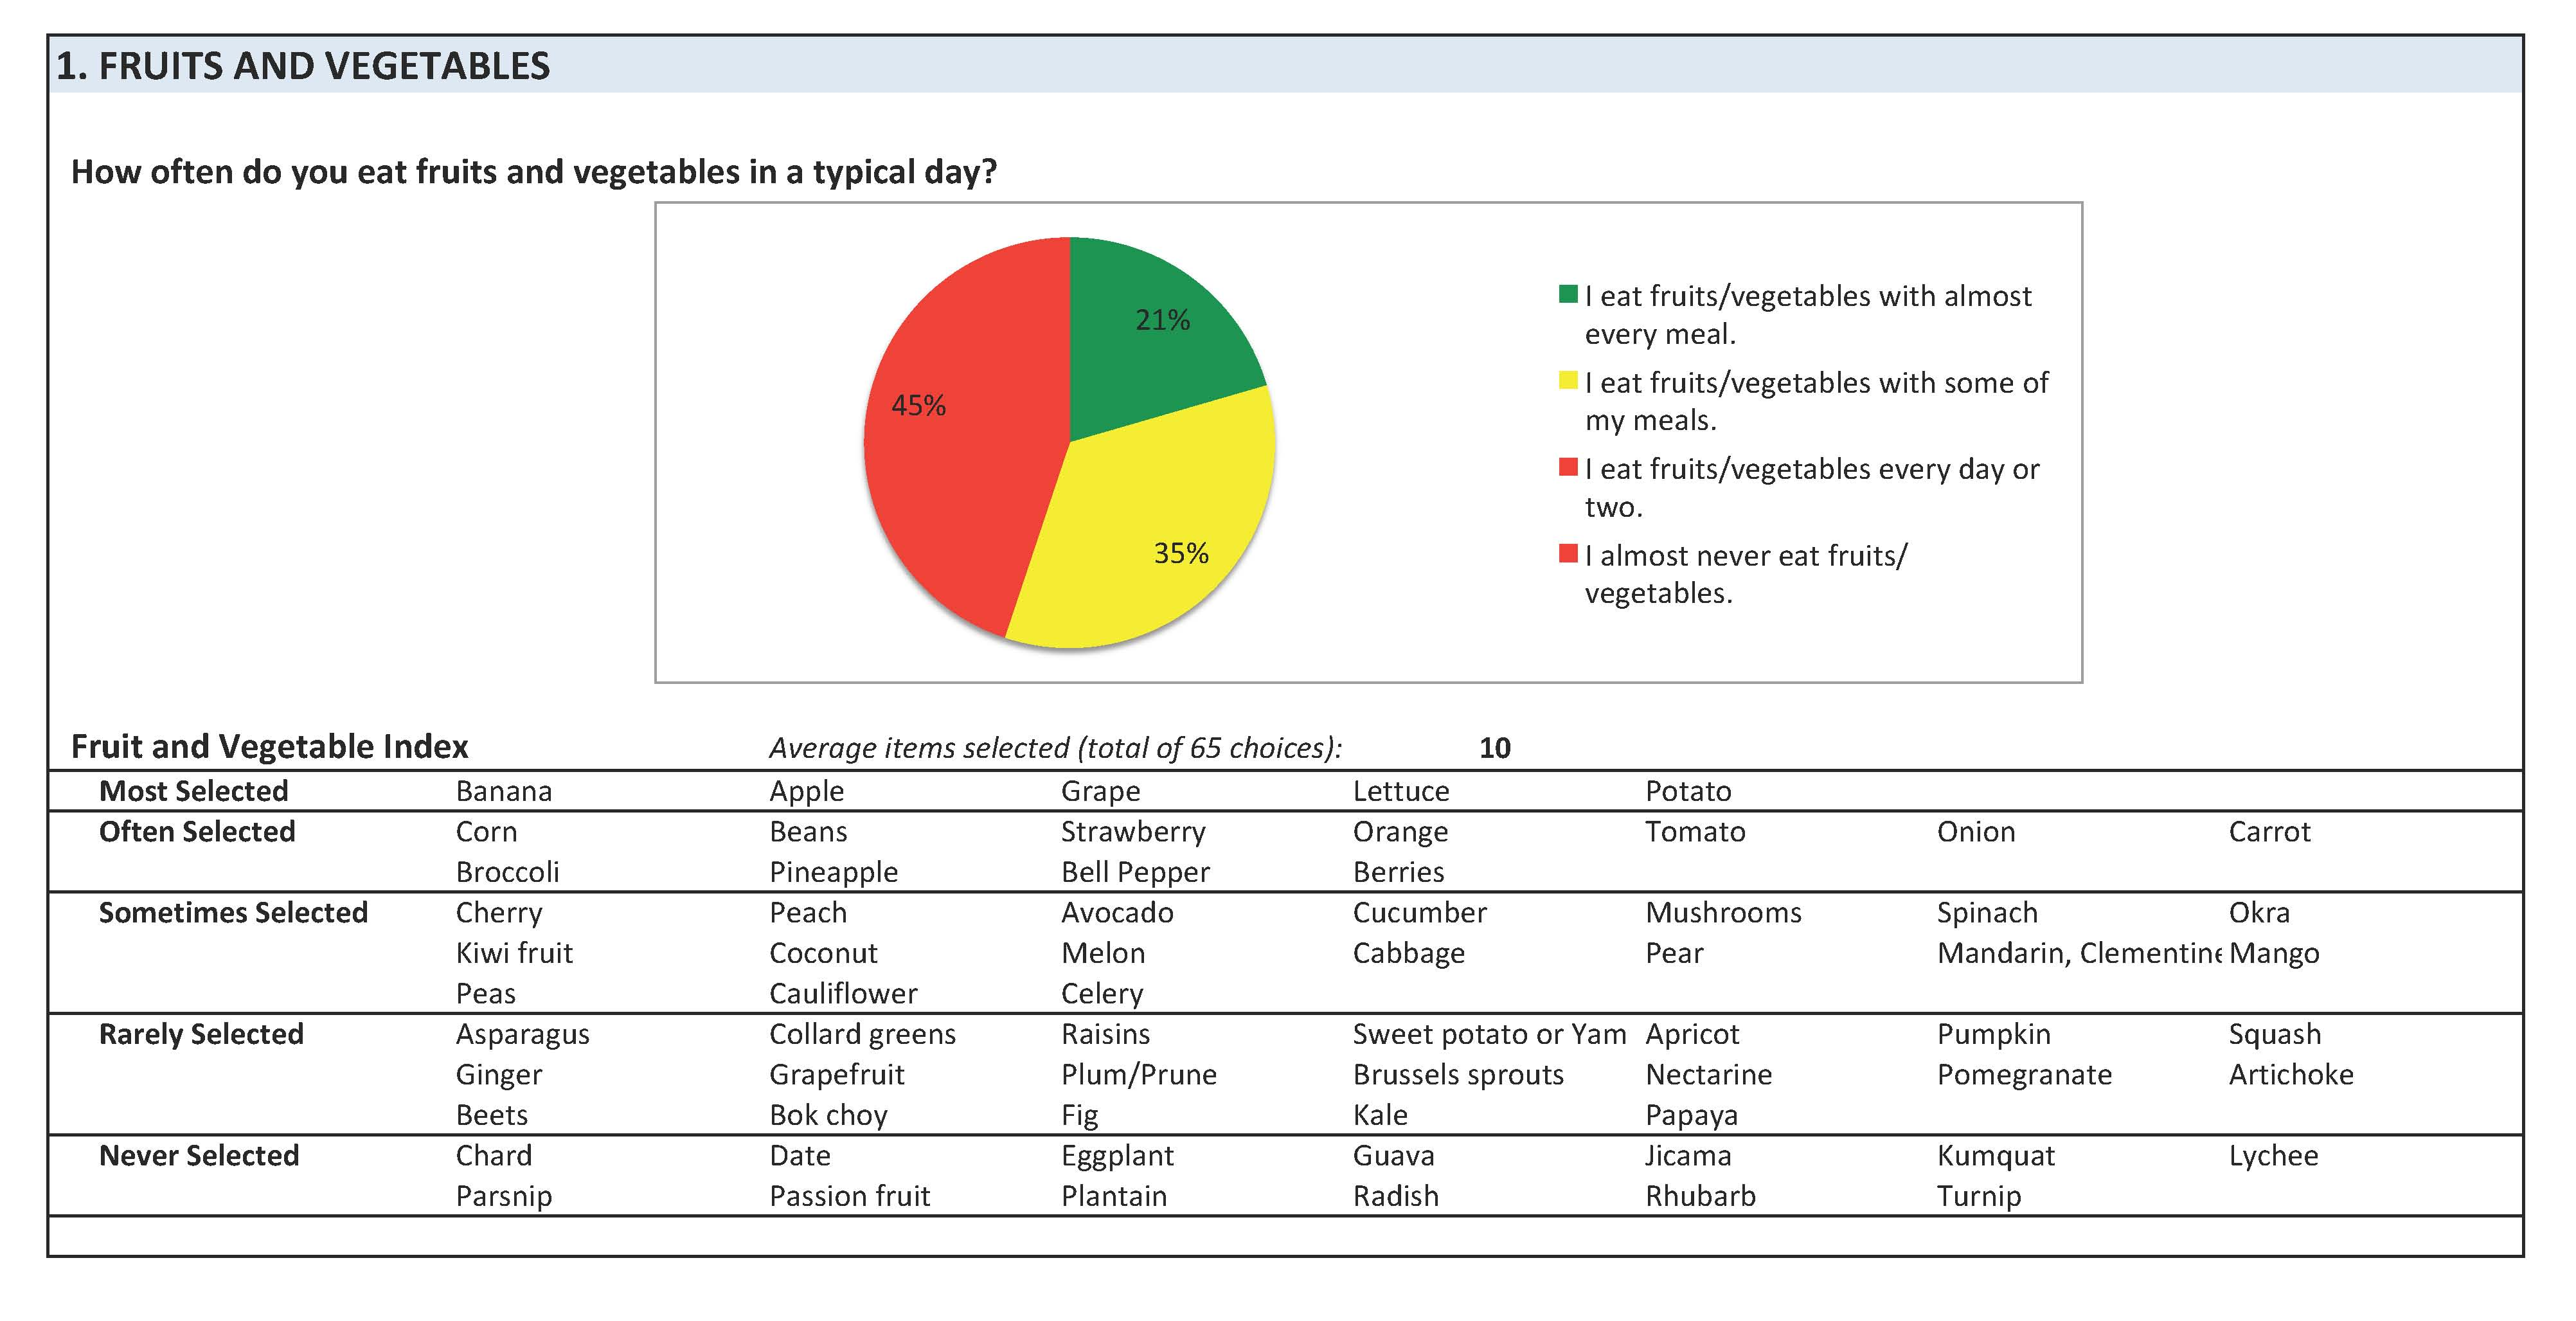 1. FRUITS AND VEGETABLES
How often do you eat fruits and vegetables in a typical day?
21%
45%
35%
I eat fruits/vegetables with almost
every meal.
I eat fruits/vegetables with some of
my meals.
I eat fruits/vegetables every day or
two.
I almost never eat fruits/
vegetables.
Fruit and Vegetable Index Average items selected (total of 65 choices): 10
Most Selected Banana Apple Grape Lettuce Potato
Often Selected Corn Beans Strawberry Orange Tomato Onion Carrot
Broccoli Pineapple Bell Pepper Berries
Sometimes Selected Cherry Peach Avocado Cucumber Mushrooms Spinach Okra
Kiwi fruit Coconut Melon Cabbage Pear Mandarin, Clementine Mango
Peas Cauliflower Celery
Rarely Selected Asparagus Collard greens Raisins Sweet potato or Yam Apricot Pumpkin Squash
Ginger Grapefruit Plum/Prune Brussels sprouts Nectarine Pomegranate Artichoke
Beets Bok choy Fig Kale Papaya
Never Selected Chard Date Eggplant Guava Jicama Kumquat Lychee
Parsnip Passion fruit Plantain Radish Rhubarb Turnip